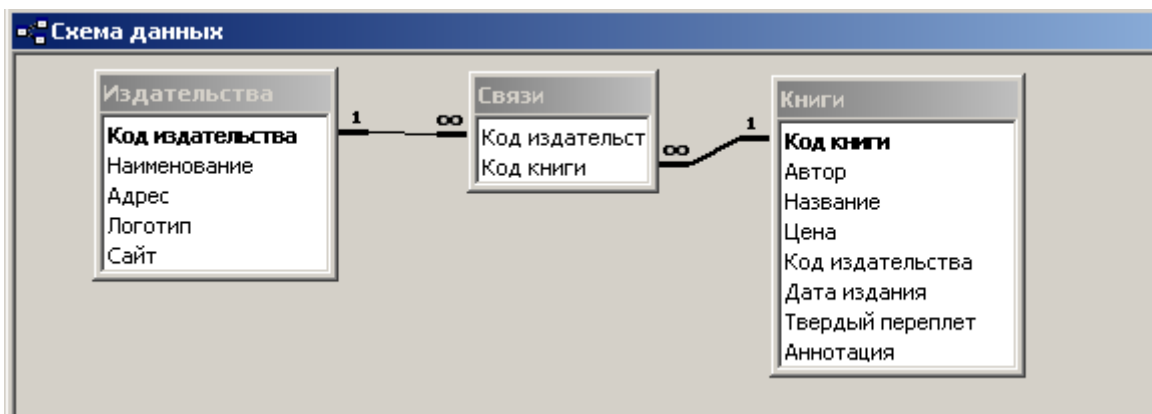 Схема данных
Издательства
Код издательства
Наименование
Адрес
Логотип
Сайт
1
∞
Связи
Код издательст
Код книги
∞
1
Книги
Код книги
Автор
Название
Цена
Код издательства
Дата издания
Твердый переплет
Аннотация